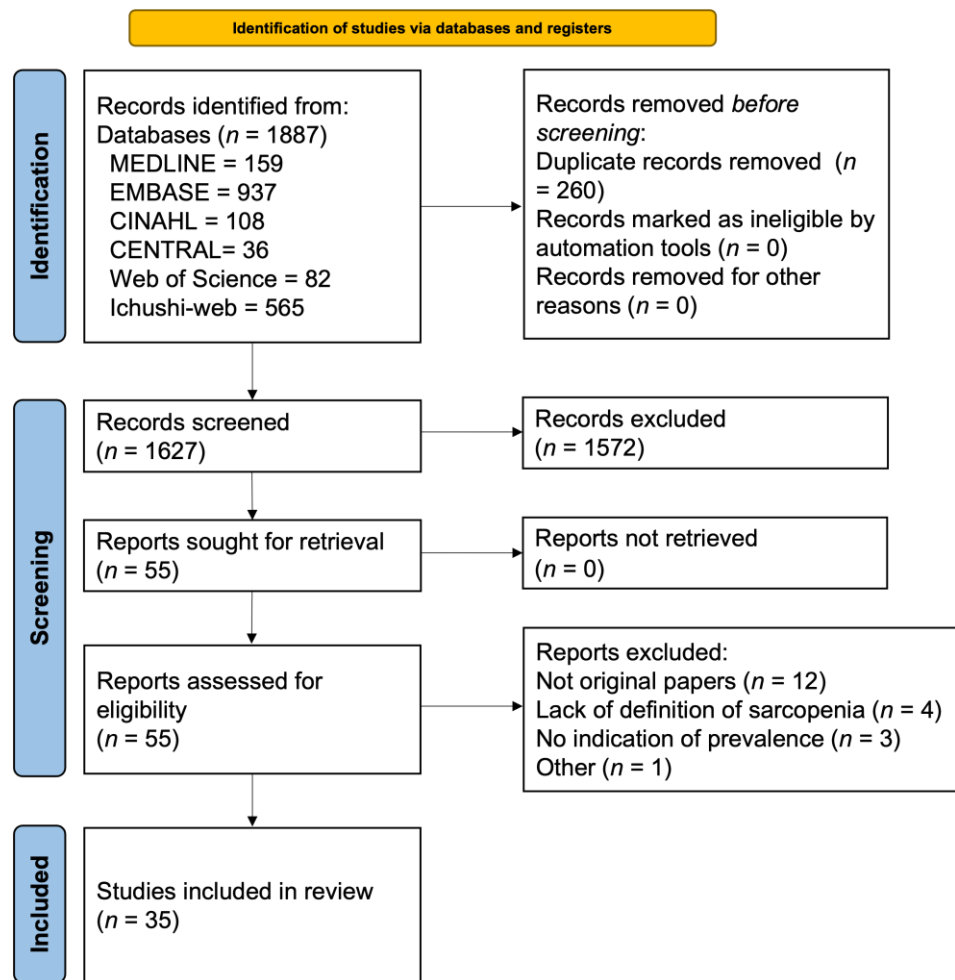 Identification of studies via databases and registers
Identification
Records identified from:
Databases (n = 1887)
MEDLINE = 159
EMBASE = 937
CINAHL = 108
CENTRAL= 36
Web of Science = 82
Ichushi-web = 565
Records removed before
screening:
Duplicate records removed (n
= 260)
Records marked as ineligible by
automation tools (n = 0)
Records removed for other
reasons (n = 0)
Screening
Records screened
(n = 1627)
Records excluded
(n = 1572)
Reports sought for retrieval
(n = 55)
Reports not retrieved
(n = 0)
Reports assessed for
eligibility
(n = 55)
Reports excluded:
Not original papers (n = 12)
Lack of definition of sarcopenia (n = 4)
No indication of prevalence (n = 3)
Other (n = 1)
Included
Studies included in review
(n = 35)